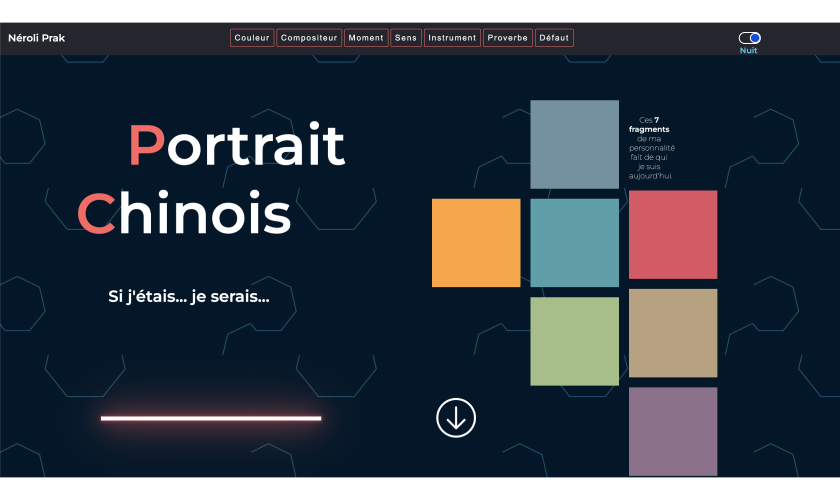 Néroli Prak
Couleur
Compositeur
Moment
Sens
Instrument
Proverbe
Défaut
Nuit
Portrait
Chinois
Si j'étais... je serais...
Ces 7
fragments
de ma
personnalité
fait de qui
je suis
aujourd'hui